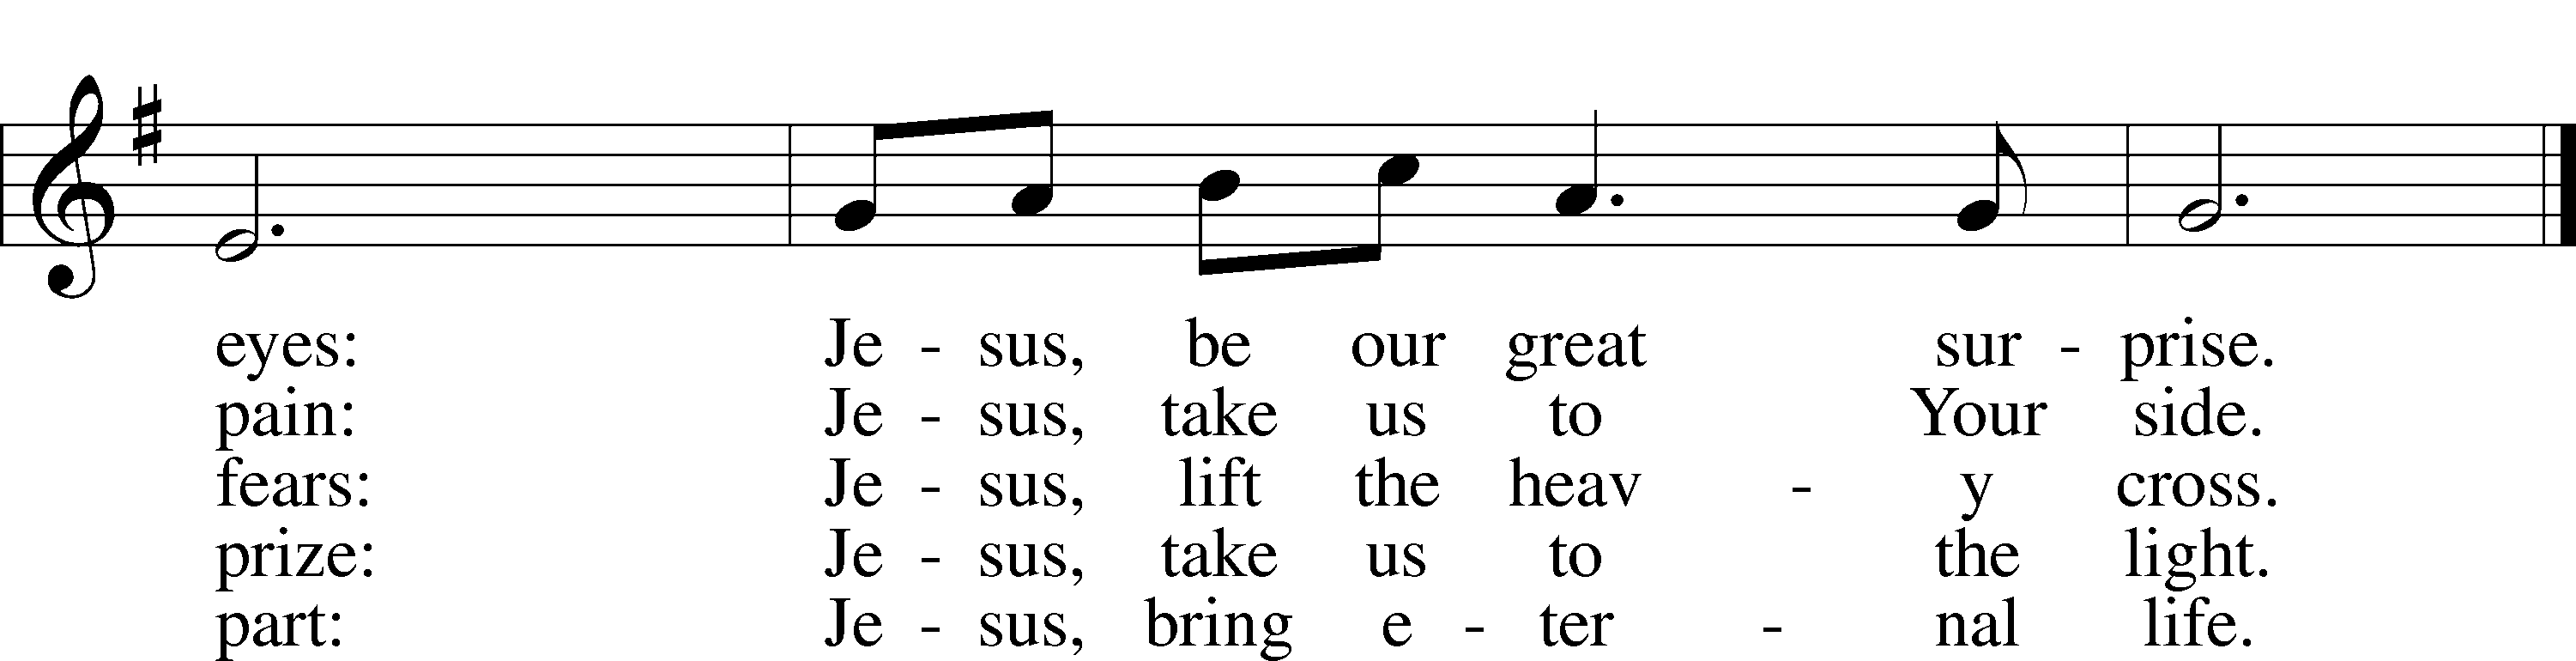 eyes: Je - sus, be our great sur - prise.
pain: Je - sus, take us to Your side.
fears: Je - sus, lift the heav - y cross.
prize: Je - sus, take us to the light.
part: Je - sus, bring e - ter - nal life.